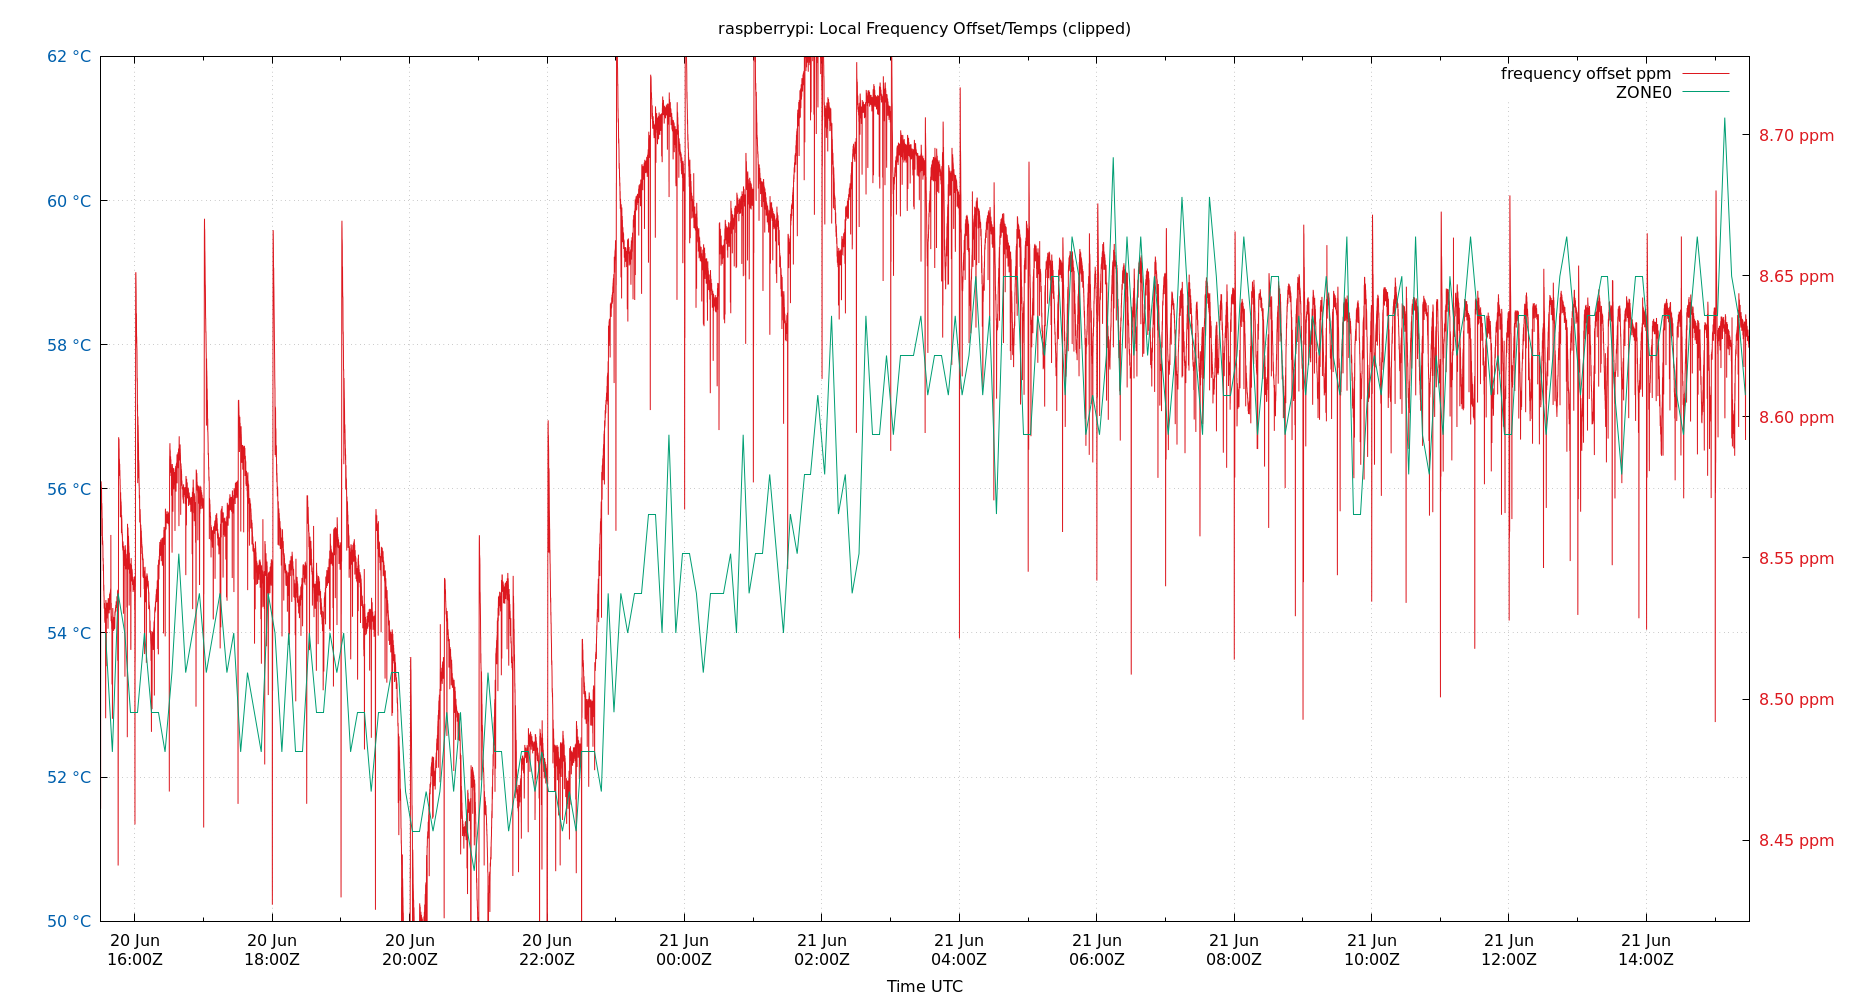 raspberrypi: Local Frequency Offset/Temps (clipped)
frequency offset ppm
ZONE0
62 °C
60 °C
58 °C
56 °C
54 °C
52 °C
50 °C
8.70 ppm
8.65 ppm
8.60 ppm
8.55 ppm
8.50 ppm
8.45 ppm
20 Jun
16:00Z
20 Jun
18:00Z
20 Jun
20:00Z
20 Jun
22:00Z
21 Jun
00:00Z
21 Jun
02:00Z
21 Jun
04:00Z
21 Jun
06:00Z
21 Jun
08:00Z
21 Jun
10:00Z
21 Jun
12:00Z
21 Jun
14:00Z
Time UTC